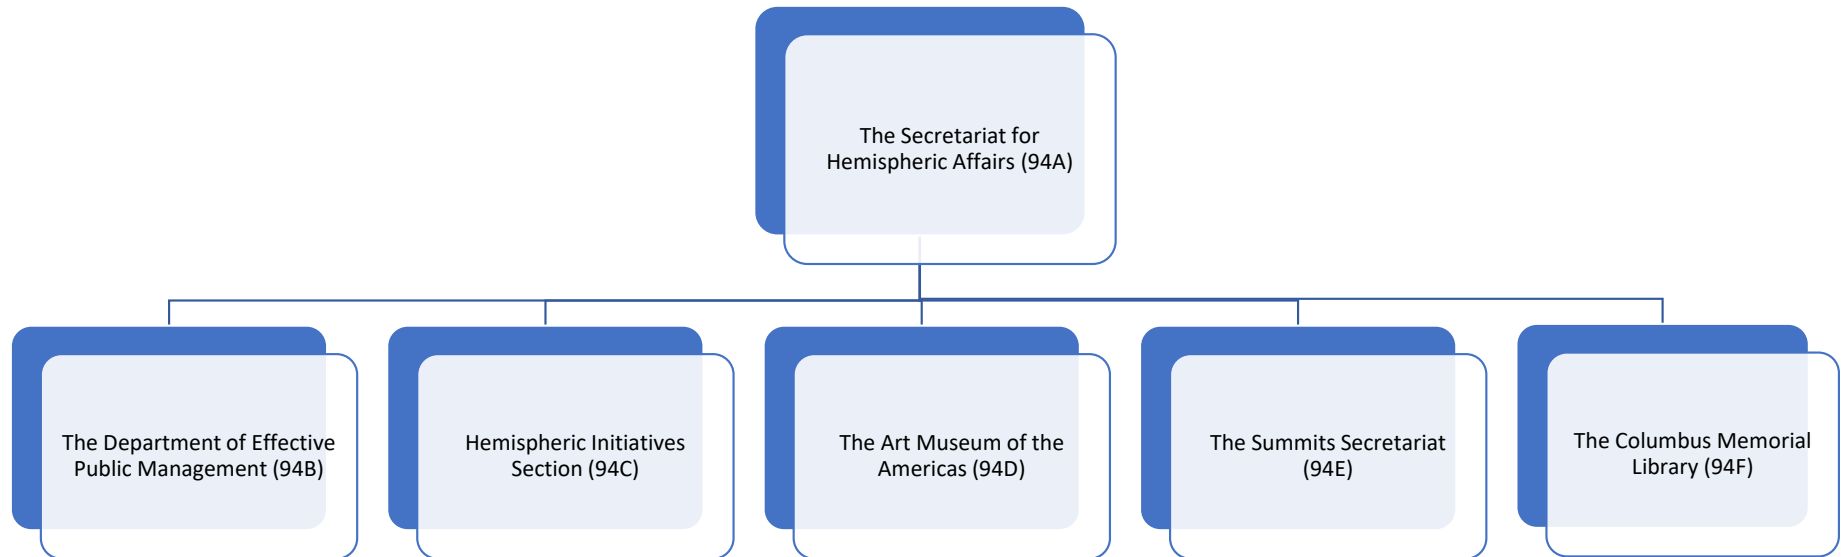 The Secretariat for
Hemispheric Affairs (94A)
The Department of Effective
Public Management (94B)
Hemispheric Initiatives
Section (94C)
The Art Museum of the
Americas (94D)
The Summits Secretariat
(94E)
The Columbus Memorial
Library (94F)